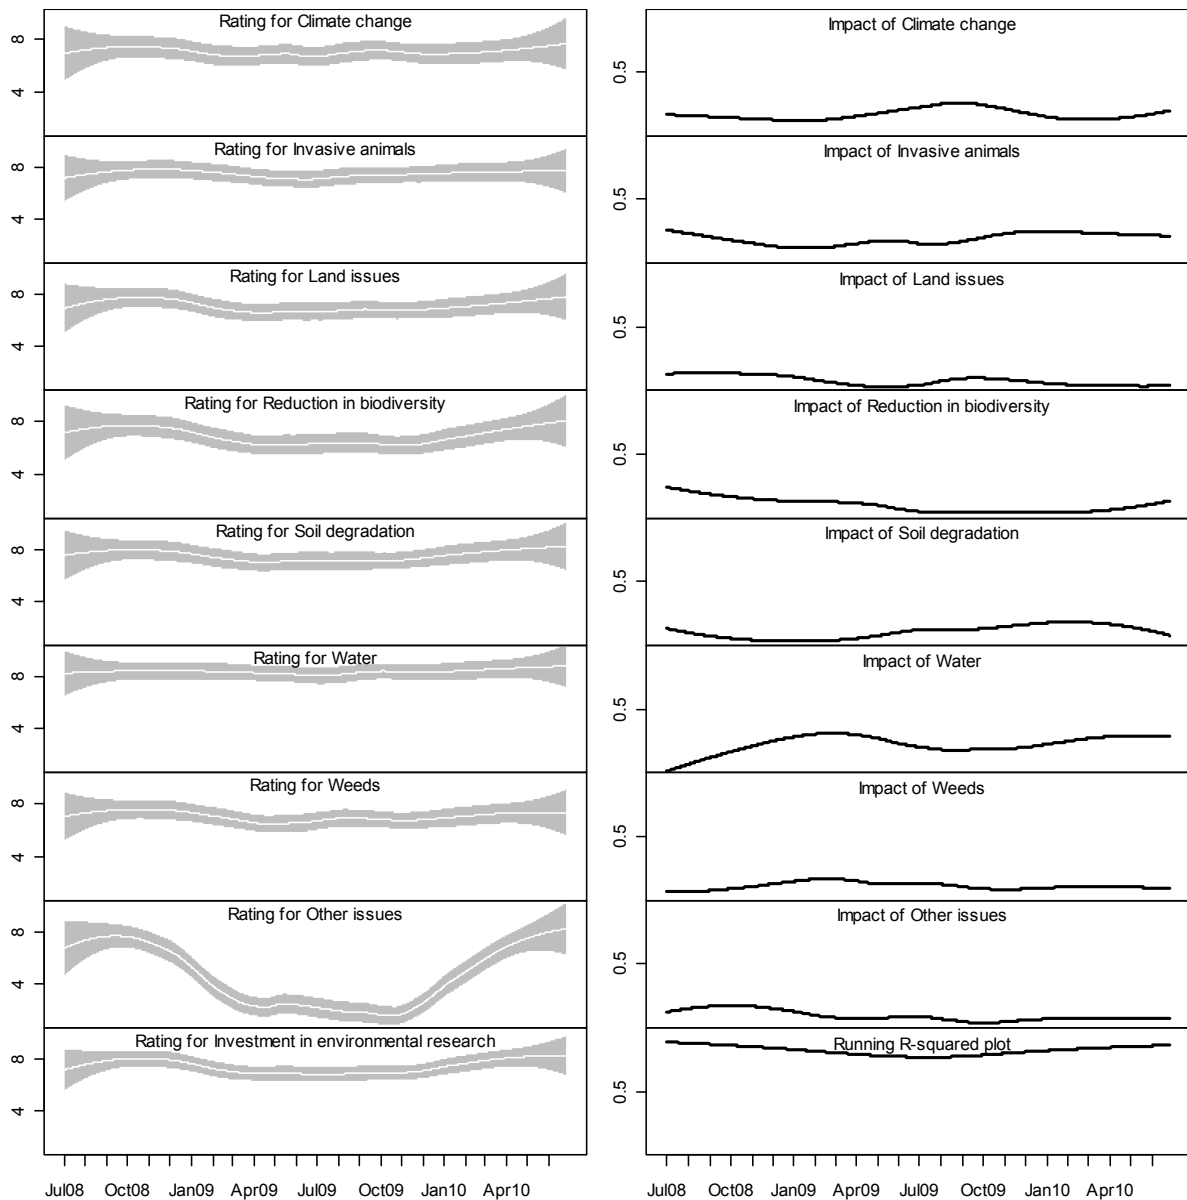 Rating for Climate change
8
4
Rating for Invasive animals
8
4
Rating for Land issues
8
4
Rating for Reduction in biodiversity
8
4
Rating for Soil degradation
8
4
Rating for Water
8
4
Rating for Weeds
8
4
Rating for Other issues
8
4
Rating for Investment in environmental research
8
4
Jul08 Oct08 Jan09 Apr09 Jul09 Oct09 Jan10 Apr10
Impact of Climate change
0.5
Impact of Invasive animals
0.5
Impact of Land issues
0.5
Impact of Reduction in biodiversity
0.5
Impact of Soil degradation
0.5
Impact of Water
0.5
Impact of Weeds
0.5
Impact of Other issues
0.5
Running R-squared plot
0.5
Jul08 Oct08 Jan09 Apr09 Jul09 Oct09 Jan10 Apr10